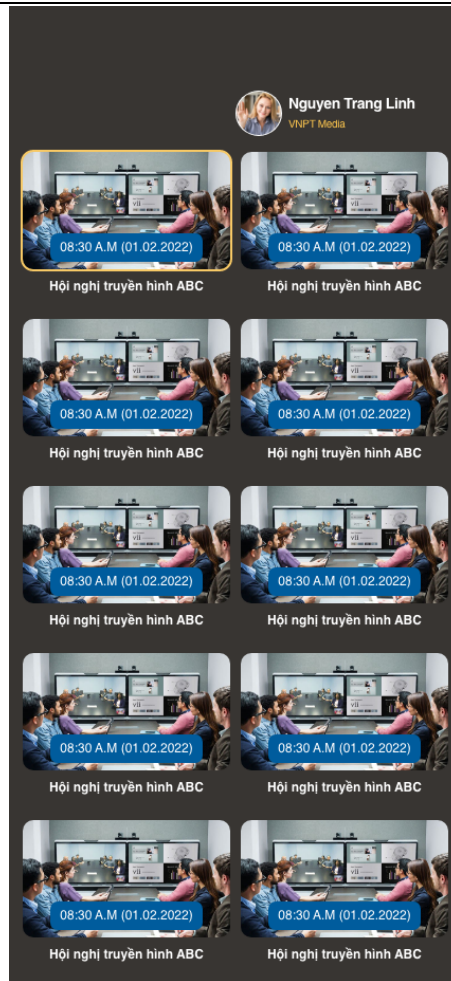 Nguyen Trang Linh
VNPT Media
08:30 A.M (01.02.2022)
08:30 A.M (01.02.2022)
Hội nghị truyền hình ABC
Hội nghị truyền hình ABC
08:30 A.M (01.02.2022)
08:30 A.M (01.02.2022)
Hội nghị truyền hình ABC
Hội nghị truyền hình ABC
08:30 A.M (01.02.2022)
08:30 A.M (01.02.2022)
Hội nghị truyền hình ABC
Hội nghị truyền hình ABC
08:30 A.M (01.02.2022)
08:30 A.M (01.02.2022)
Hội nghị truyền hình ABC
Hội nghị truyền hình ABC
08:30 A.M (01.02.2022)
08:30 A.M (01.02.2022)
Hội nghị truyền hình ABC
Hội nghị truyền hình ABC